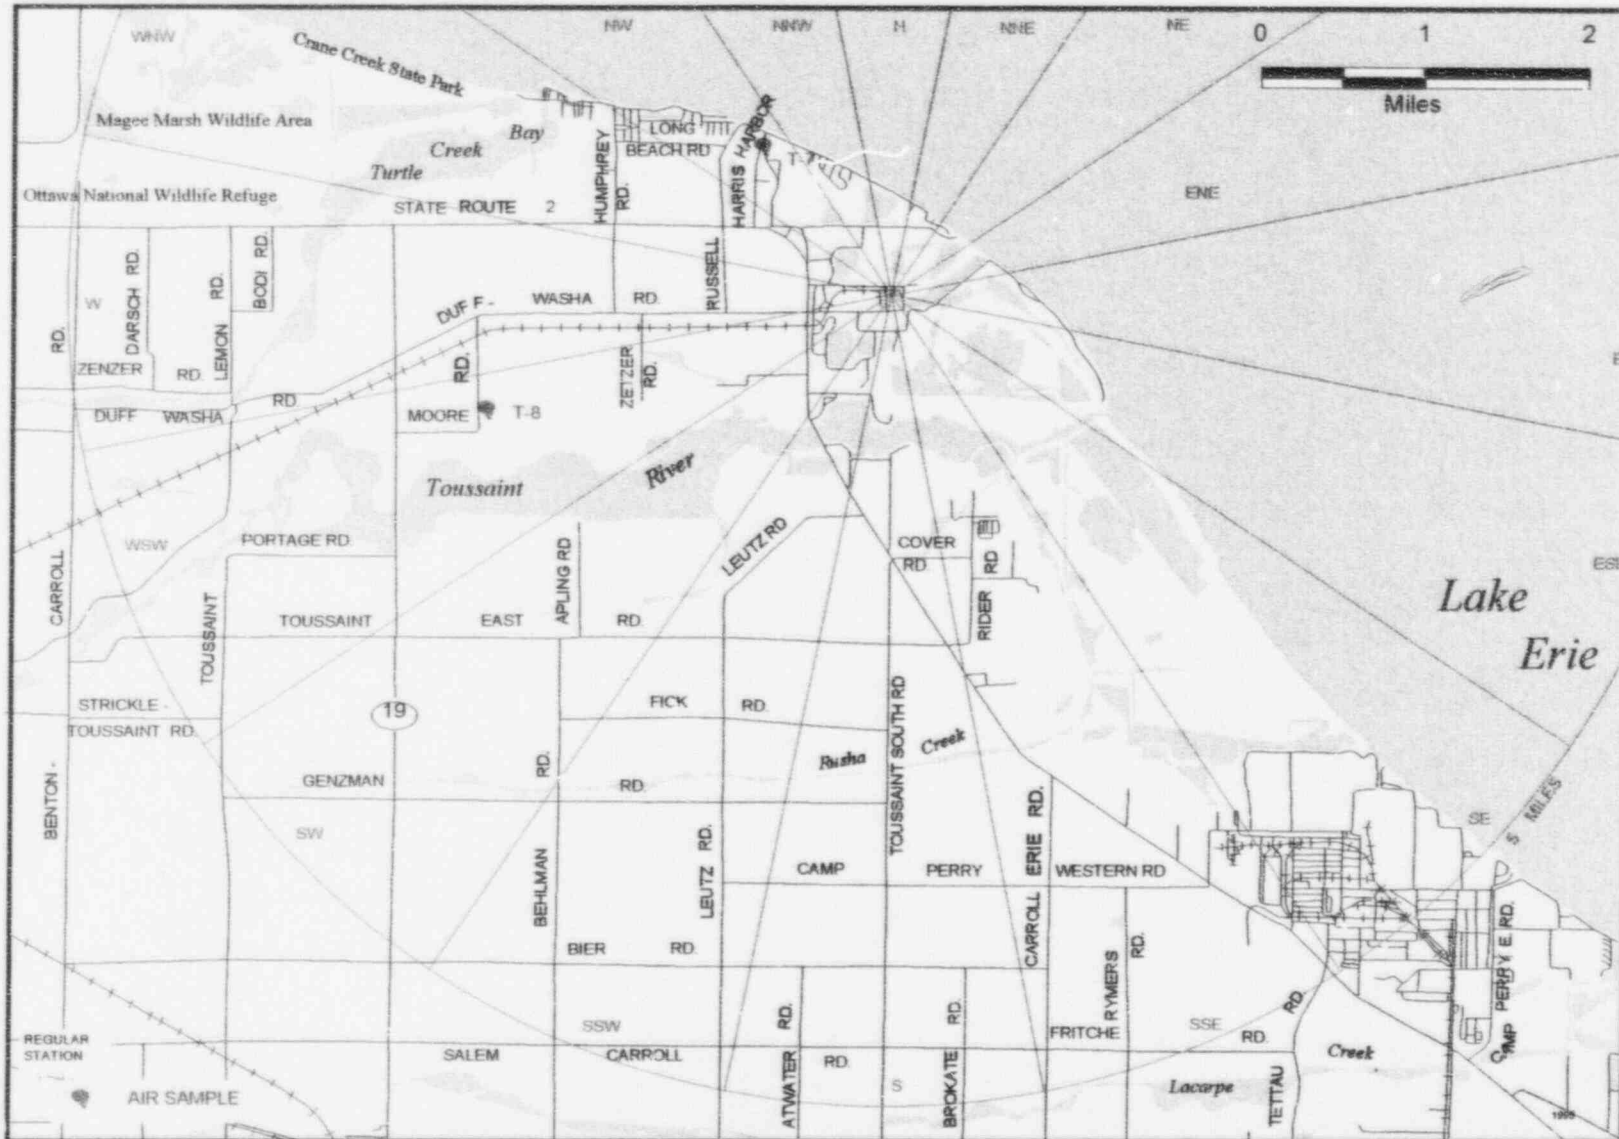 WNW
NW
NNW
N
NNE
NE
0 1 2
Miles
Crane Creek State Park
Magee Marsh Wildlife Area
Ottawa National Wildlife Refuge
Turtle
Creek
Bay
LONG
BEACH RD
HUMPHREY
RD.
HARRIS HARBOR
T-7
ENE
STATE ROUTE 2
W
DARSCH RD.
LEMON
RD.
BODI RD.
DUFF -
WASHA
RD.
RUSSELL
RD.
ZENZER
RD.
DUFF
WASHA
RD
MOORE
RD.
T-8
ZETZER
RD.
Toussaint
River
WSW
PORTAGE RD.
CARROLL
BENTON -
TOUSSAINT
TOUSSAINT
EAST
RD.
APLING RD
LEUTZ RD
COVER
RD
RIDER
RD
Lake
Erie
STRICKLE -
TOUSSAINT RD.
19
FICK
RD.
Rusha
Creek
TOUSSAINT SOUTH RD
GENZMAN
RD.
SW
BEHLMAN
RD.
LEUTZ RD.
CAMP
PERRY
WESTERN RD
CARROLL ERIE RD.
SE
5 MILES
BIER
RD.
RYMERS
RD.
CAMP PERRY E. RD.
SSW
SSE
FRITCHE
RD.
SALEM
CARROLL
RD.
ATWATER
RD.
S
BROKATE
RD.
TETTAU
RD.
Lacarpe
Creek
REGULAR
STATION
AIR SAMPLE